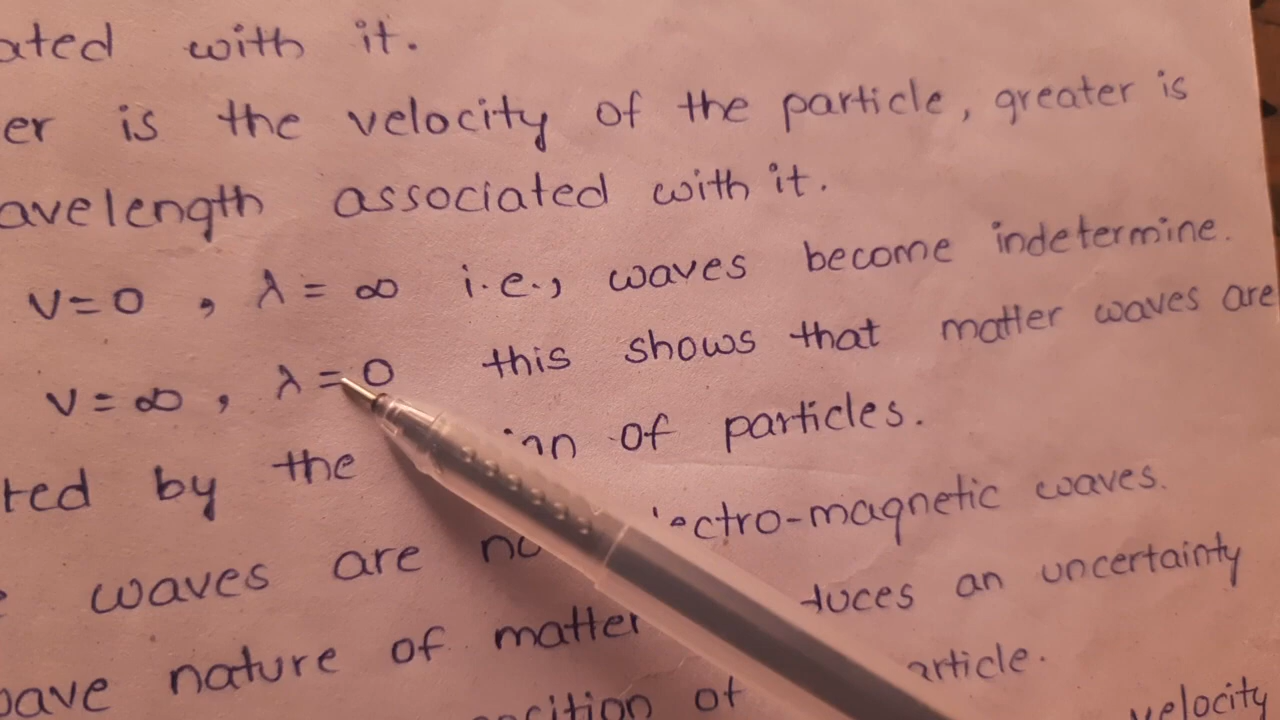 ated with it.
er is the velocity of the particle, greater is
avelength associated with it.
v=0 , λ = ∞ i.e., waves become indetermine.
v = ∞ , λ = 0 this shows that matter waves are
ted by the of particles.
waves are ectro-magnetic waves.
ave nature of matter duces an uncertainty
of article.
velocity